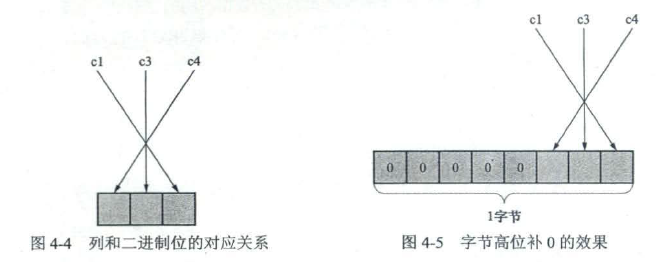 c1 c3 c4
c1 c3 c4
0 0 0 0 0
1字节
图 4-4 列和二进制位的对应关系
图 4-5 字节高位补 0 的效果